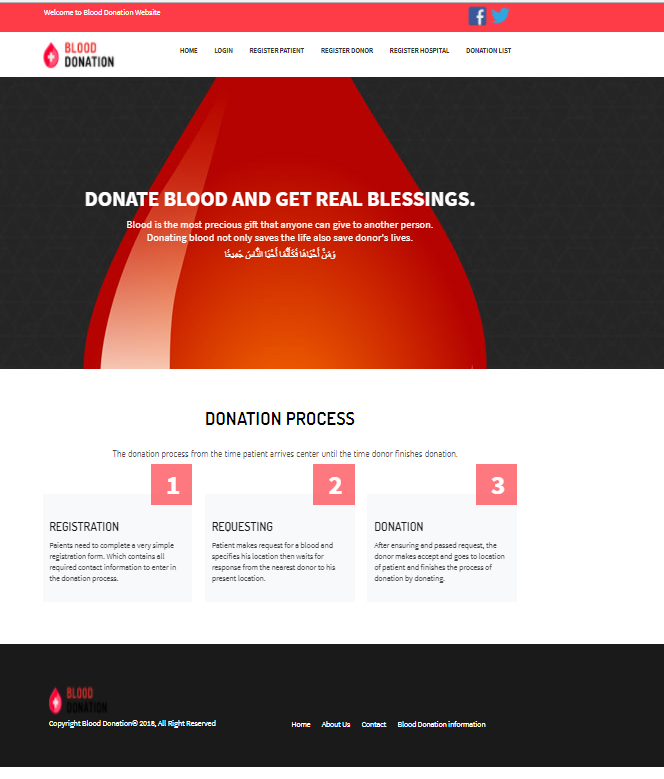 Welcome to Blood Donation Website
BLOOD
DONATION
HOME LOGIN REGISTER PATIENT REGISTER DONOR REGISTER HOSPITAL DONATION LIST
DONATE BLOOD AND GET REAL BLESSINGS.
Blood is the most precious gift that anyone can give to another person.
Donating blood not only saves the life also save donor's lives.
وَمَنْ أَحْيَاهَا فَكَأَنَّمَا أَحْيَا النَّاسَ جَمِيعًا
DONATION PROCESS
The donation process from the time patient arrives center until the time donor finishes donation.
1
REGISTRATION
Paients need to complete a very simple
registration form. Which contains all
required contact information to enter in
the donation process.
2
REQUESTING
Patient makes request for a blood and
specifies his location then waits for
response from the nearest donor to his
present location.
3
DONATION
After ensuring and passed request, the
donor makes accept and goes to location
of patient and finishes the process of
donation by donating.
BLOOD
DONATION
Copyright Blood Donation® 2018, All Right Reserved
Home About Us Contact Blood Donation information